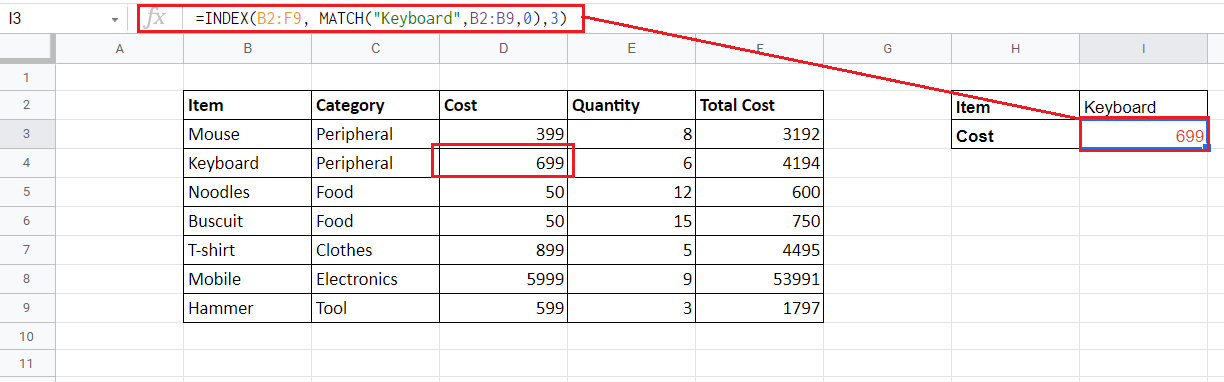 I3 fx =INDEX(B2:F9, MATCH("Keyboard",B2:B9,0),3)
A B C D E F G H I
1
2 Item Category Cost Quantity Total Cost Item Keyboard
3 Mouse Peripheral 399 8 3192 Cost 699
4 Keyboard Peripheral 699 6 4194
5 Noodles Food 50 12 600
6 Buscuit Food 50 15 750
7 T-shirt Clothes 899 5 4495
8 Mobile Electronics 5999 9 53991
9 Hammer Tool 599 3 1797
10
11